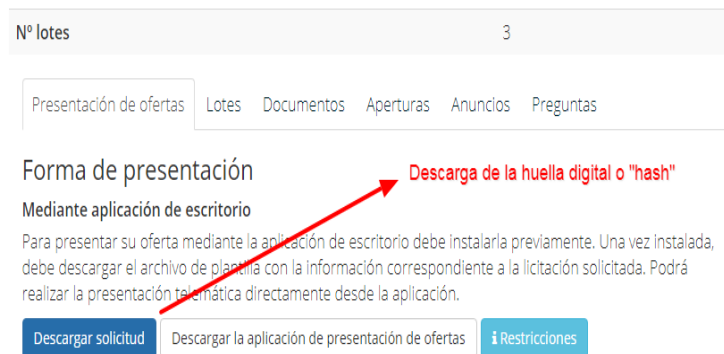 Nº lotes 3
Presentación de ofertas Lotes Documentos Aperturas Anuncios Preguntas
Forma de presentación
Descarga de la huella digital o "hash"
Mediante aplicación de escritorio
Para presentar su oferta mediante la aplicación de escritorio debe instalarla previamente. Una vez instalada,
debe descargar el archivo de plantilla con la información correspondiente a la licitación solicitada. Podrá
realizar la presentación telemática directamente desde la aplicación.
Descargar solicitud Descargar la aplicación de presentación de ofertas i Restricciones